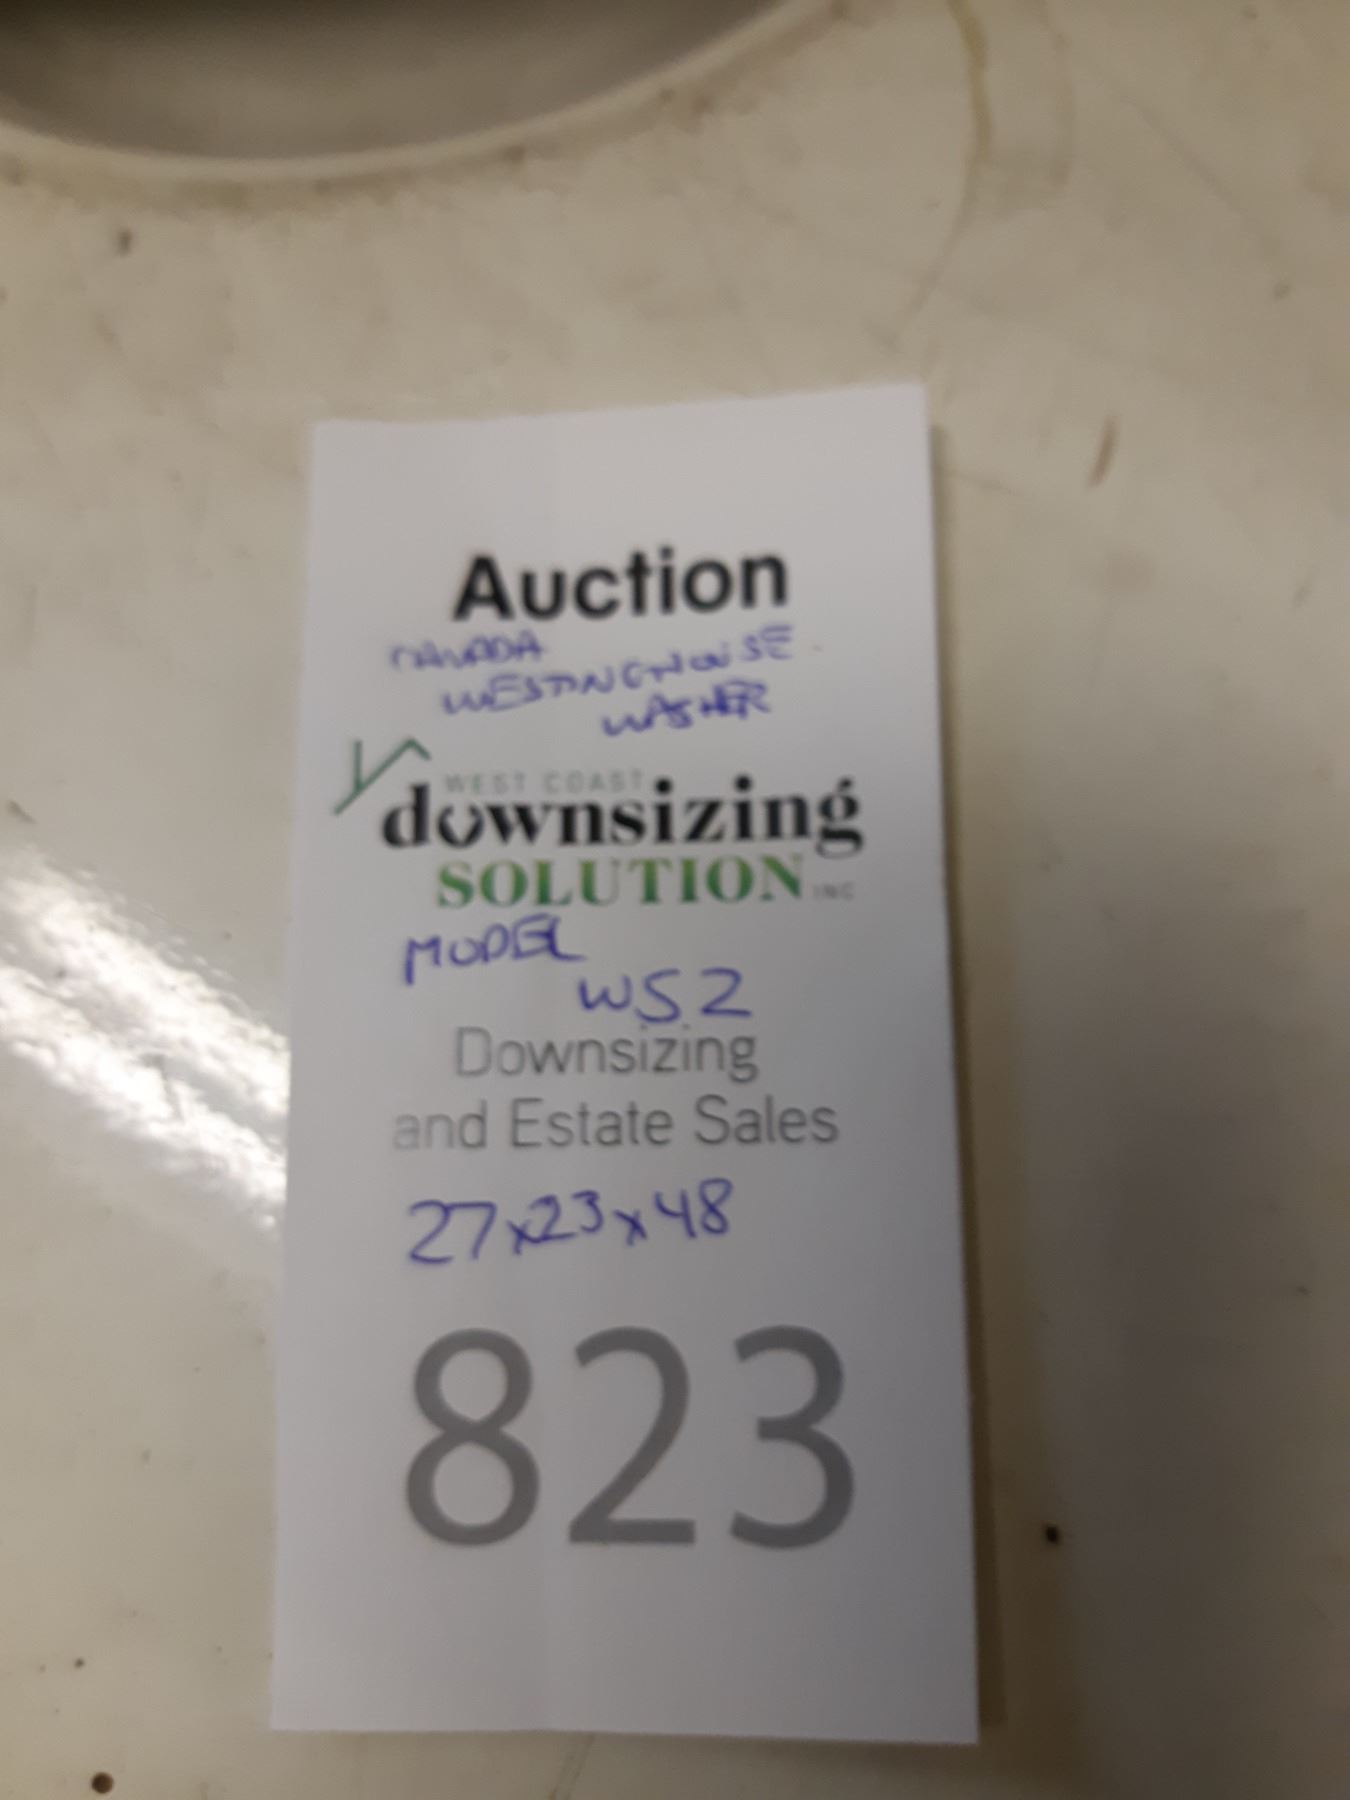 Auction
CANADA
WESTINGHOUSE
WASHER
WEST COAST
downsizing
SOLUTION INC
MODEL
WS2
Downsizing
and Estate Sales
27x23x48
823